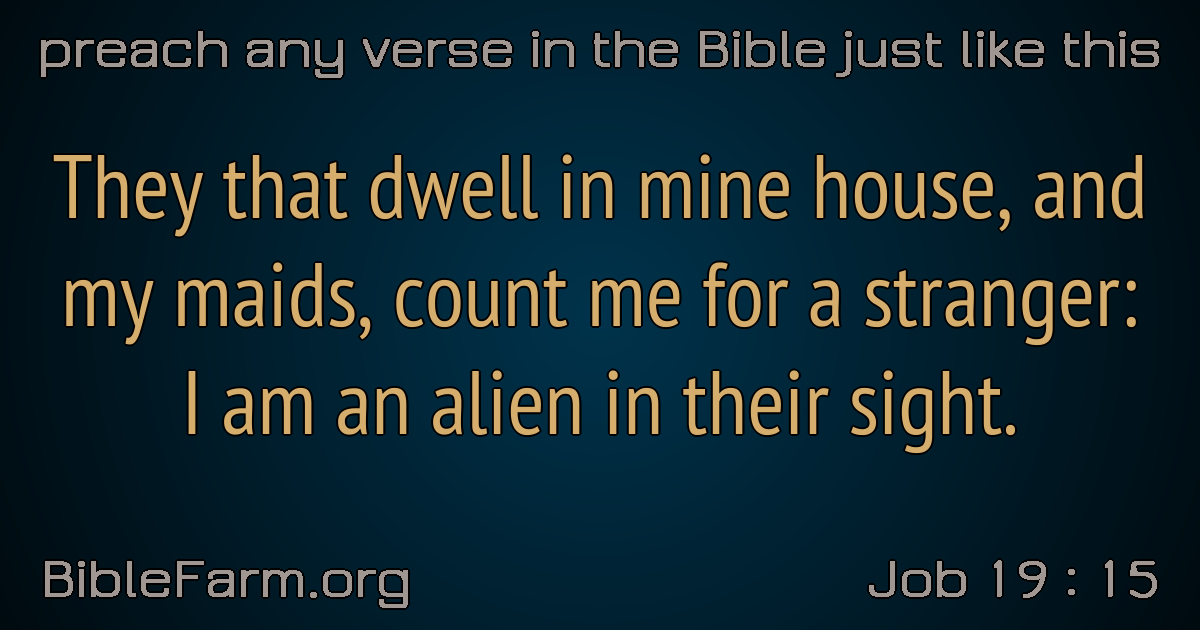 preach any verse in the Bible just like this
They that dwell in mine house, and
my maids, count me for a stranger:
I am an alien in their sight.
BibleFarm.org
Job 19 : 15